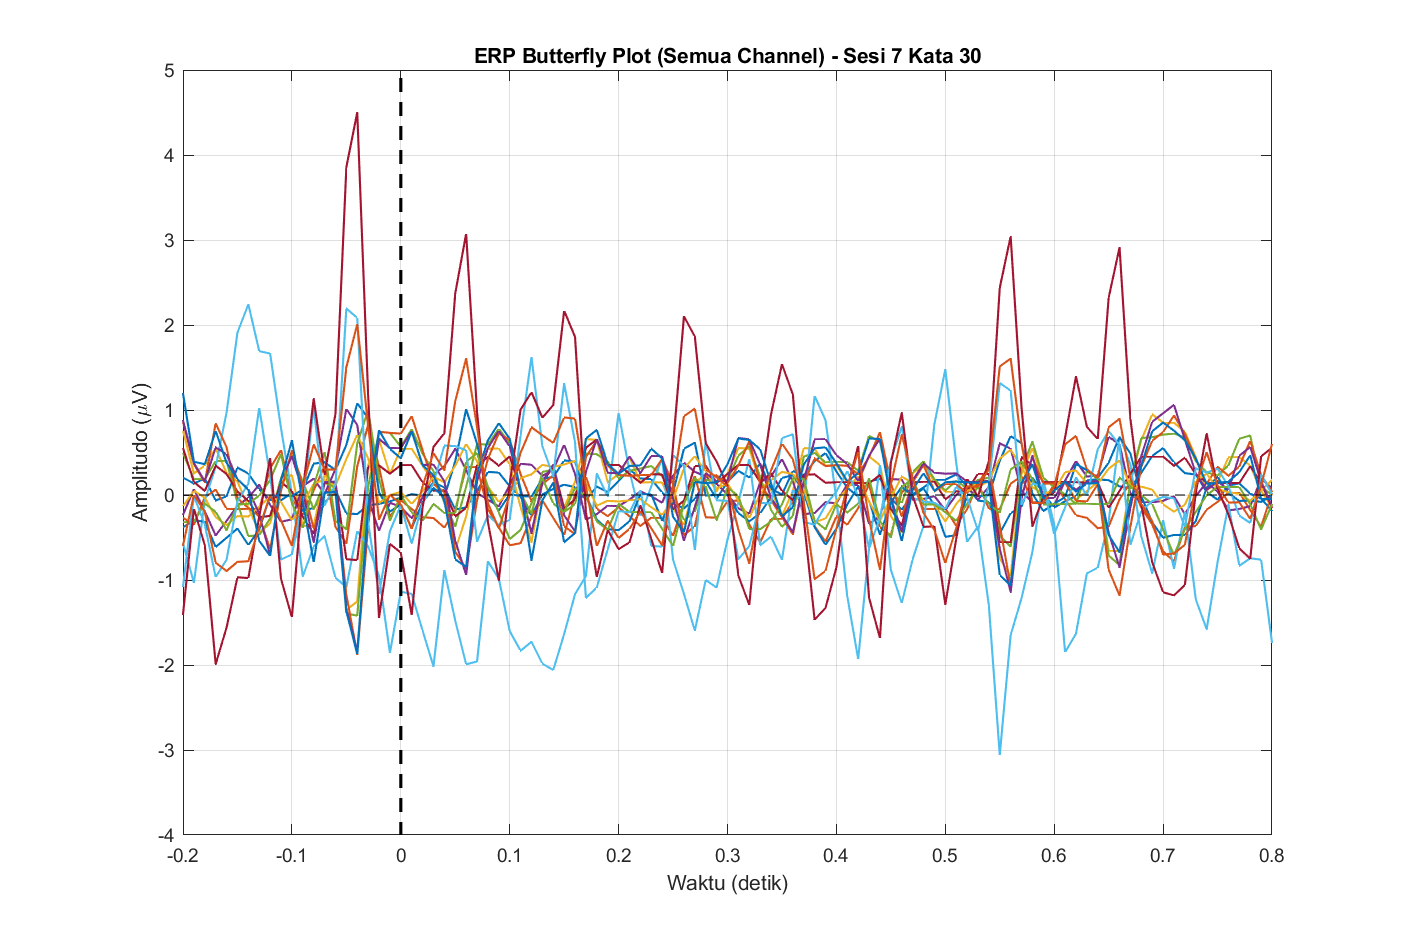 ERP Butterfly Plot (Semua Channel) - Sesi 7 Kata 30
5
4
3
2
1
0
-1
-2
-3
-4
Amplitudo (μV)
-0.2 -0.1 0 0.1 0.2 0.3 0.4 0.5 0.6 0.7 0.8
Waktu (detik)